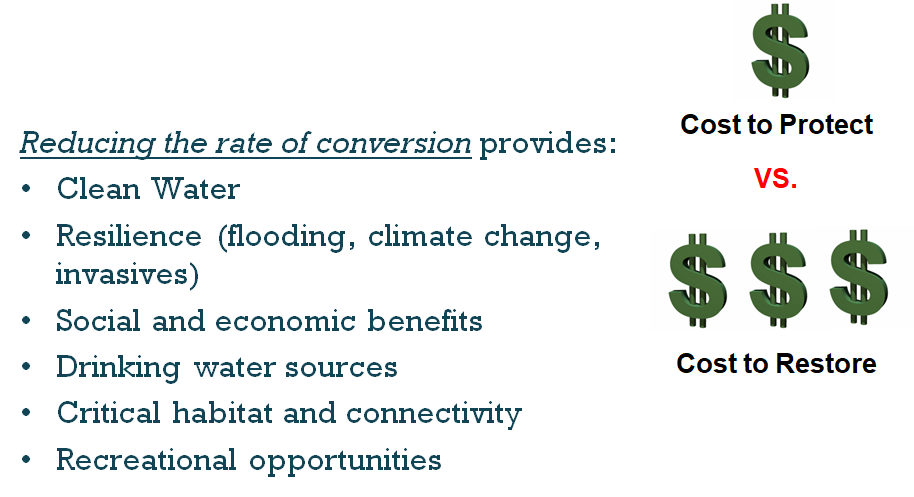 Reducing the rate of conversion provides:
• Clean Water
• Resilience (flooding, climate change,
invasives)
• Social and economic benefits
• Drinking water sources
• Critical habitat and connectivity
• Recreational opportunities
$
Cost to Protect
VS.
$ $ $
Cost to Restore